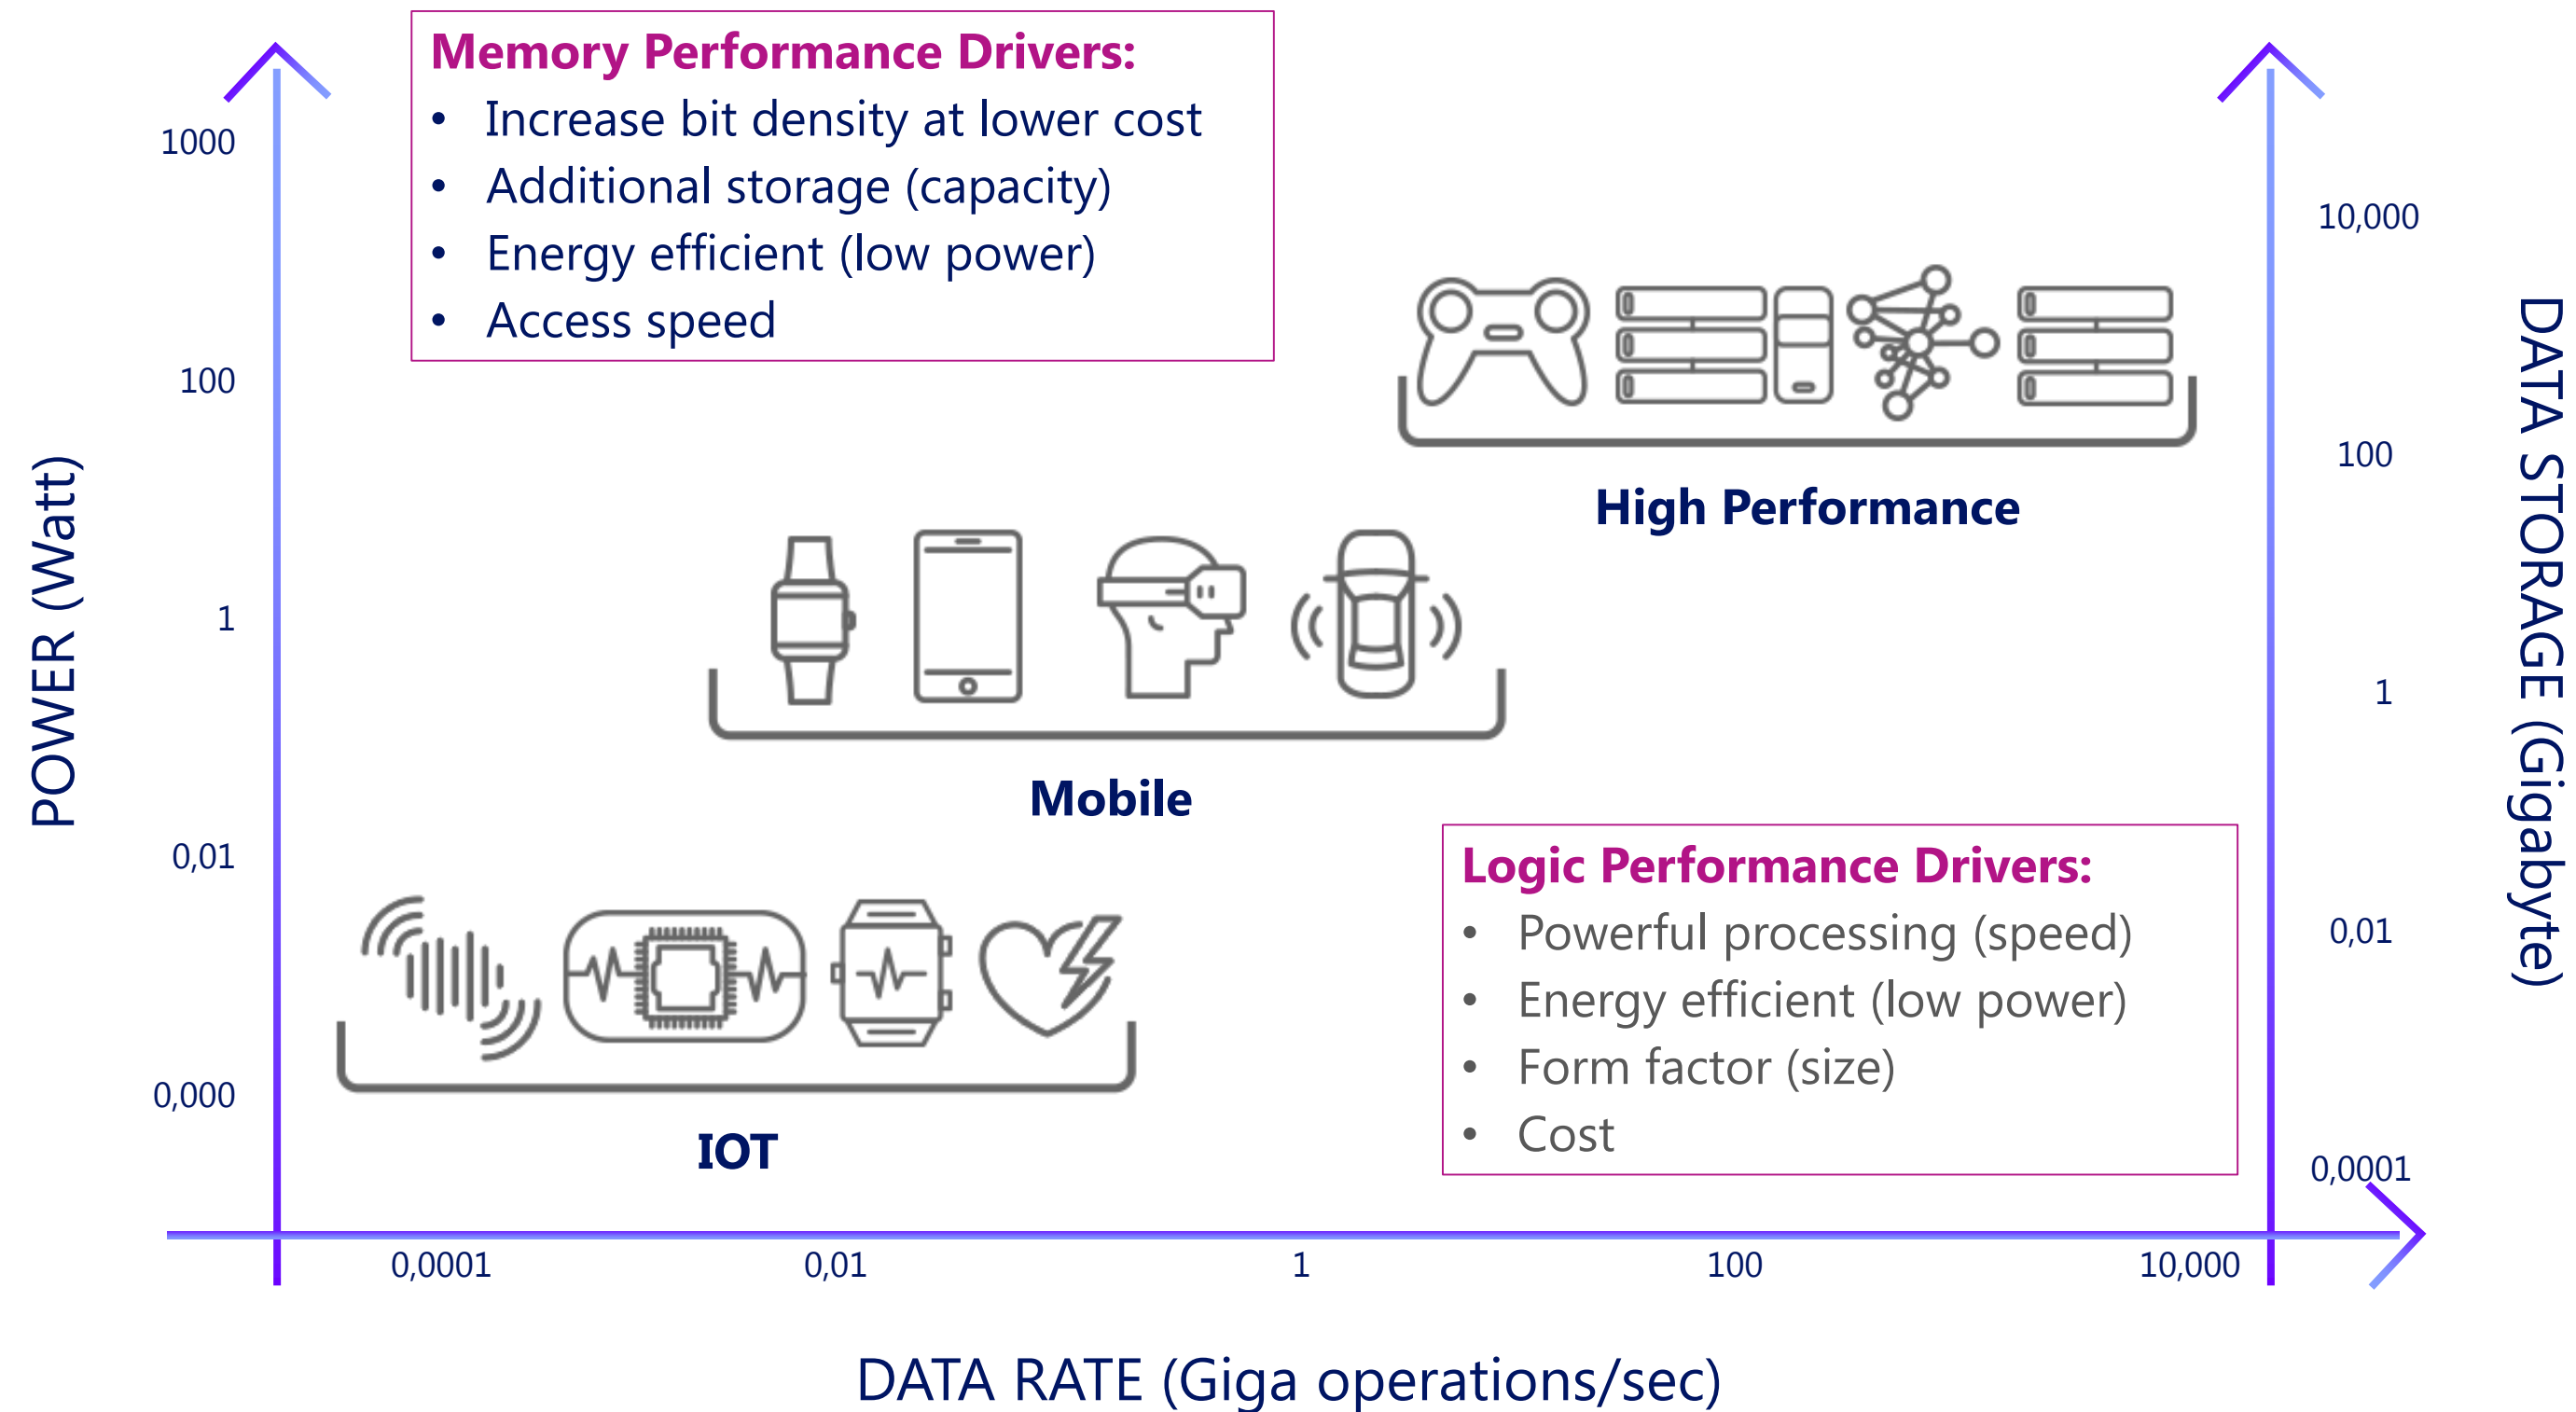 Memory Performance Drivers:
• Increase bit density at lower cost
• Additional storage (capacity)
• Energy efficient (low power)
• Access speed
POWER (Watt)
1000
100
1
0,01
0,000
High Performance
Mobile
IOT
Logic Performance Drivers:
• Powerful processing (speed)
• Energy efficient (low power)
• Form factor (size)
• Cost
10,000
100
1
0,01
0,0001
DATA STORAGE (Gigabyte)
0,0001
0,01
1
100
10,000
DATA RATE (Giga operations/sec)